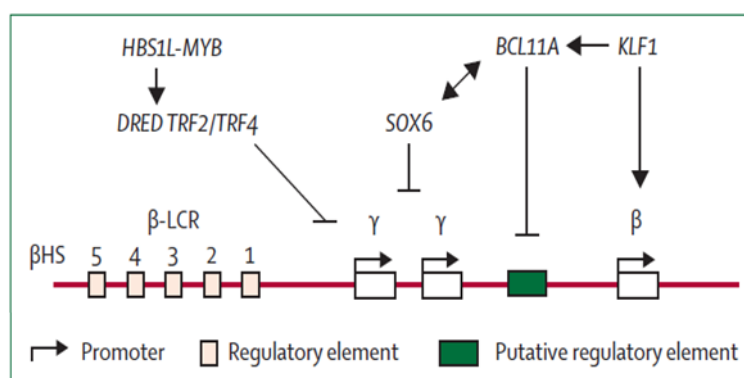 HBS1L-MYB BCL11A KLF1
DRED TRF2/TRF4 SOX6
β-LCR γ γ β
βHS 5 4 3 2 1
Promoter Regulatory element Putative regulatory element